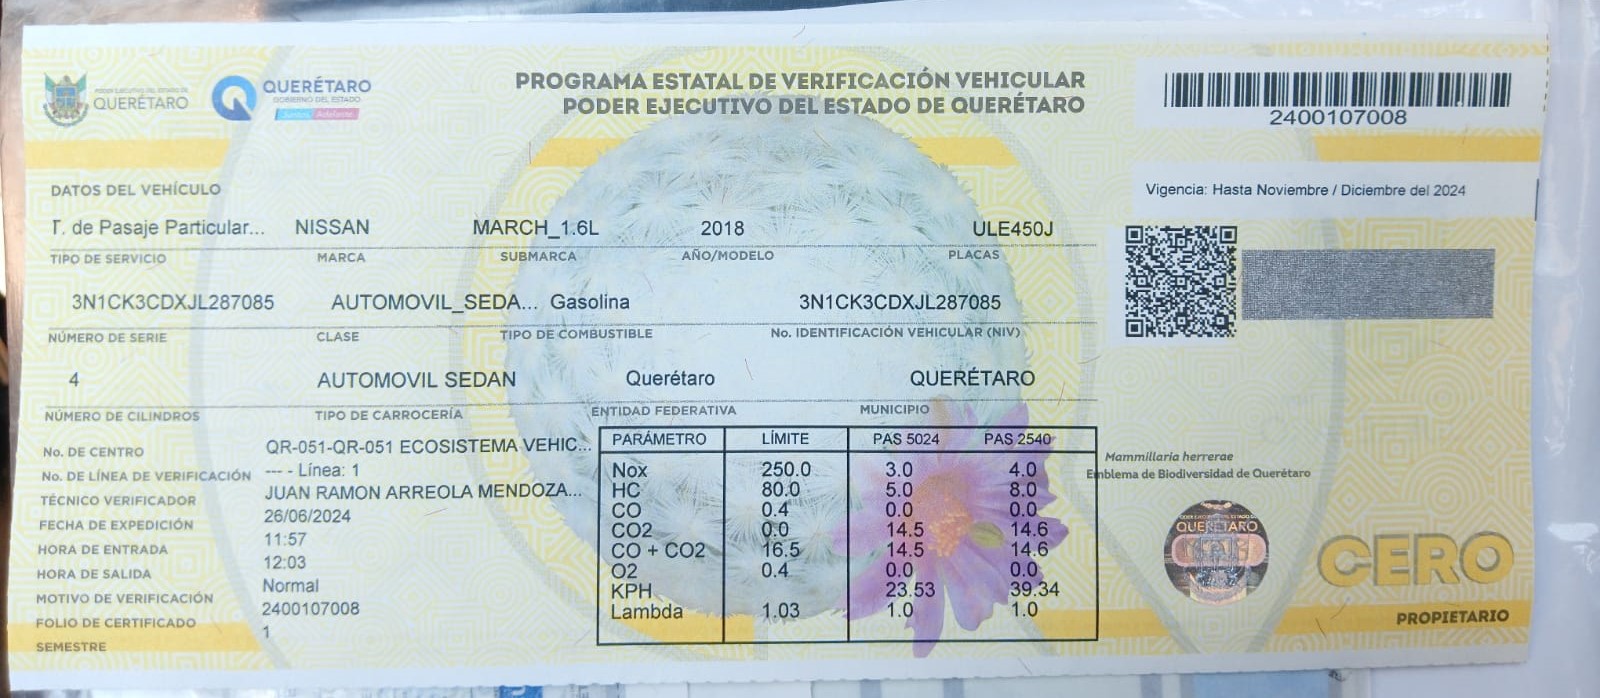 PODER EJECUTIVO DEL ESTADO DE
QUERÉTARO
QUERÉTARO
GOBIERNO DEL ESTADO
Juntos Adelante
PROGRAMA ESTATAL DE VERIFICACIÓN VEHICULAR
PODER EJECUTIVO DEL ESTADO DE QUERÉTARO
2400107008
Vigencia: Hasta Noviembre / Diciembre del 2024
DATOS DEL VEHÍCULO
T. de Pasaje Particular... NISSAN MARCH_1.6L 2018 ULE450J
TIPO DE SERVICIO MARCA SUBMARCA AÑO/MODELO PLACAS
3N1CK3CDXJL287085 AUTOMOVIL_SEDA... Gasolina 3N1CK3CDXJL287085
NÚMERO DE SERIE CLASE TIPO DE COMBUSTIBLE No. IDENTIFICACIÓN VEHICULAR (NIV)
4 AUTOMOVIL SEDAN Querétaro QUERÉTARO
NÚMERO DE CILINDROS TIPO DE CARROCERÍA ENTIDAD FEDERATIVA MUNICIPIO
No. DE CENTRO QR-051-QR-051 ECOSISTEMA VEHIC...
No. DE LÍNEA DE VERIFICACIÓN --- - Línea: 1
TÉCNICO VERIFICADOR JUAN RAMON ARREOLA MENDOZA...
FECHA DE EXPEDICIÓN 26/06/2024
HORA DE ENTRADA 11:57
HORA DE SALIDA 12:03
MOTIVO DE VERIFICACIÓN Normal
FOLIO DE CERTIFICADO 2400107008
SEMESTRE 1
PARÁMETRO LÍMITE PAS 5024 PAS 2540
Nox 250.0 3.0 4.0
HC 80.0 5.0 8.0
CO 0.4 0.0 0.0
CO2 0.0 14.5 14.6
CO + CO2 16.5 14.5 14.6
O2 0.4 0.0 0.0
KPH 23.53 39.34
Lambda 1.03 1.0 1.0
Mammillaria herrerae
Emblema de Biodiversidad de Querétaro
QUERÉTARO
CERO
PROPIETARIO